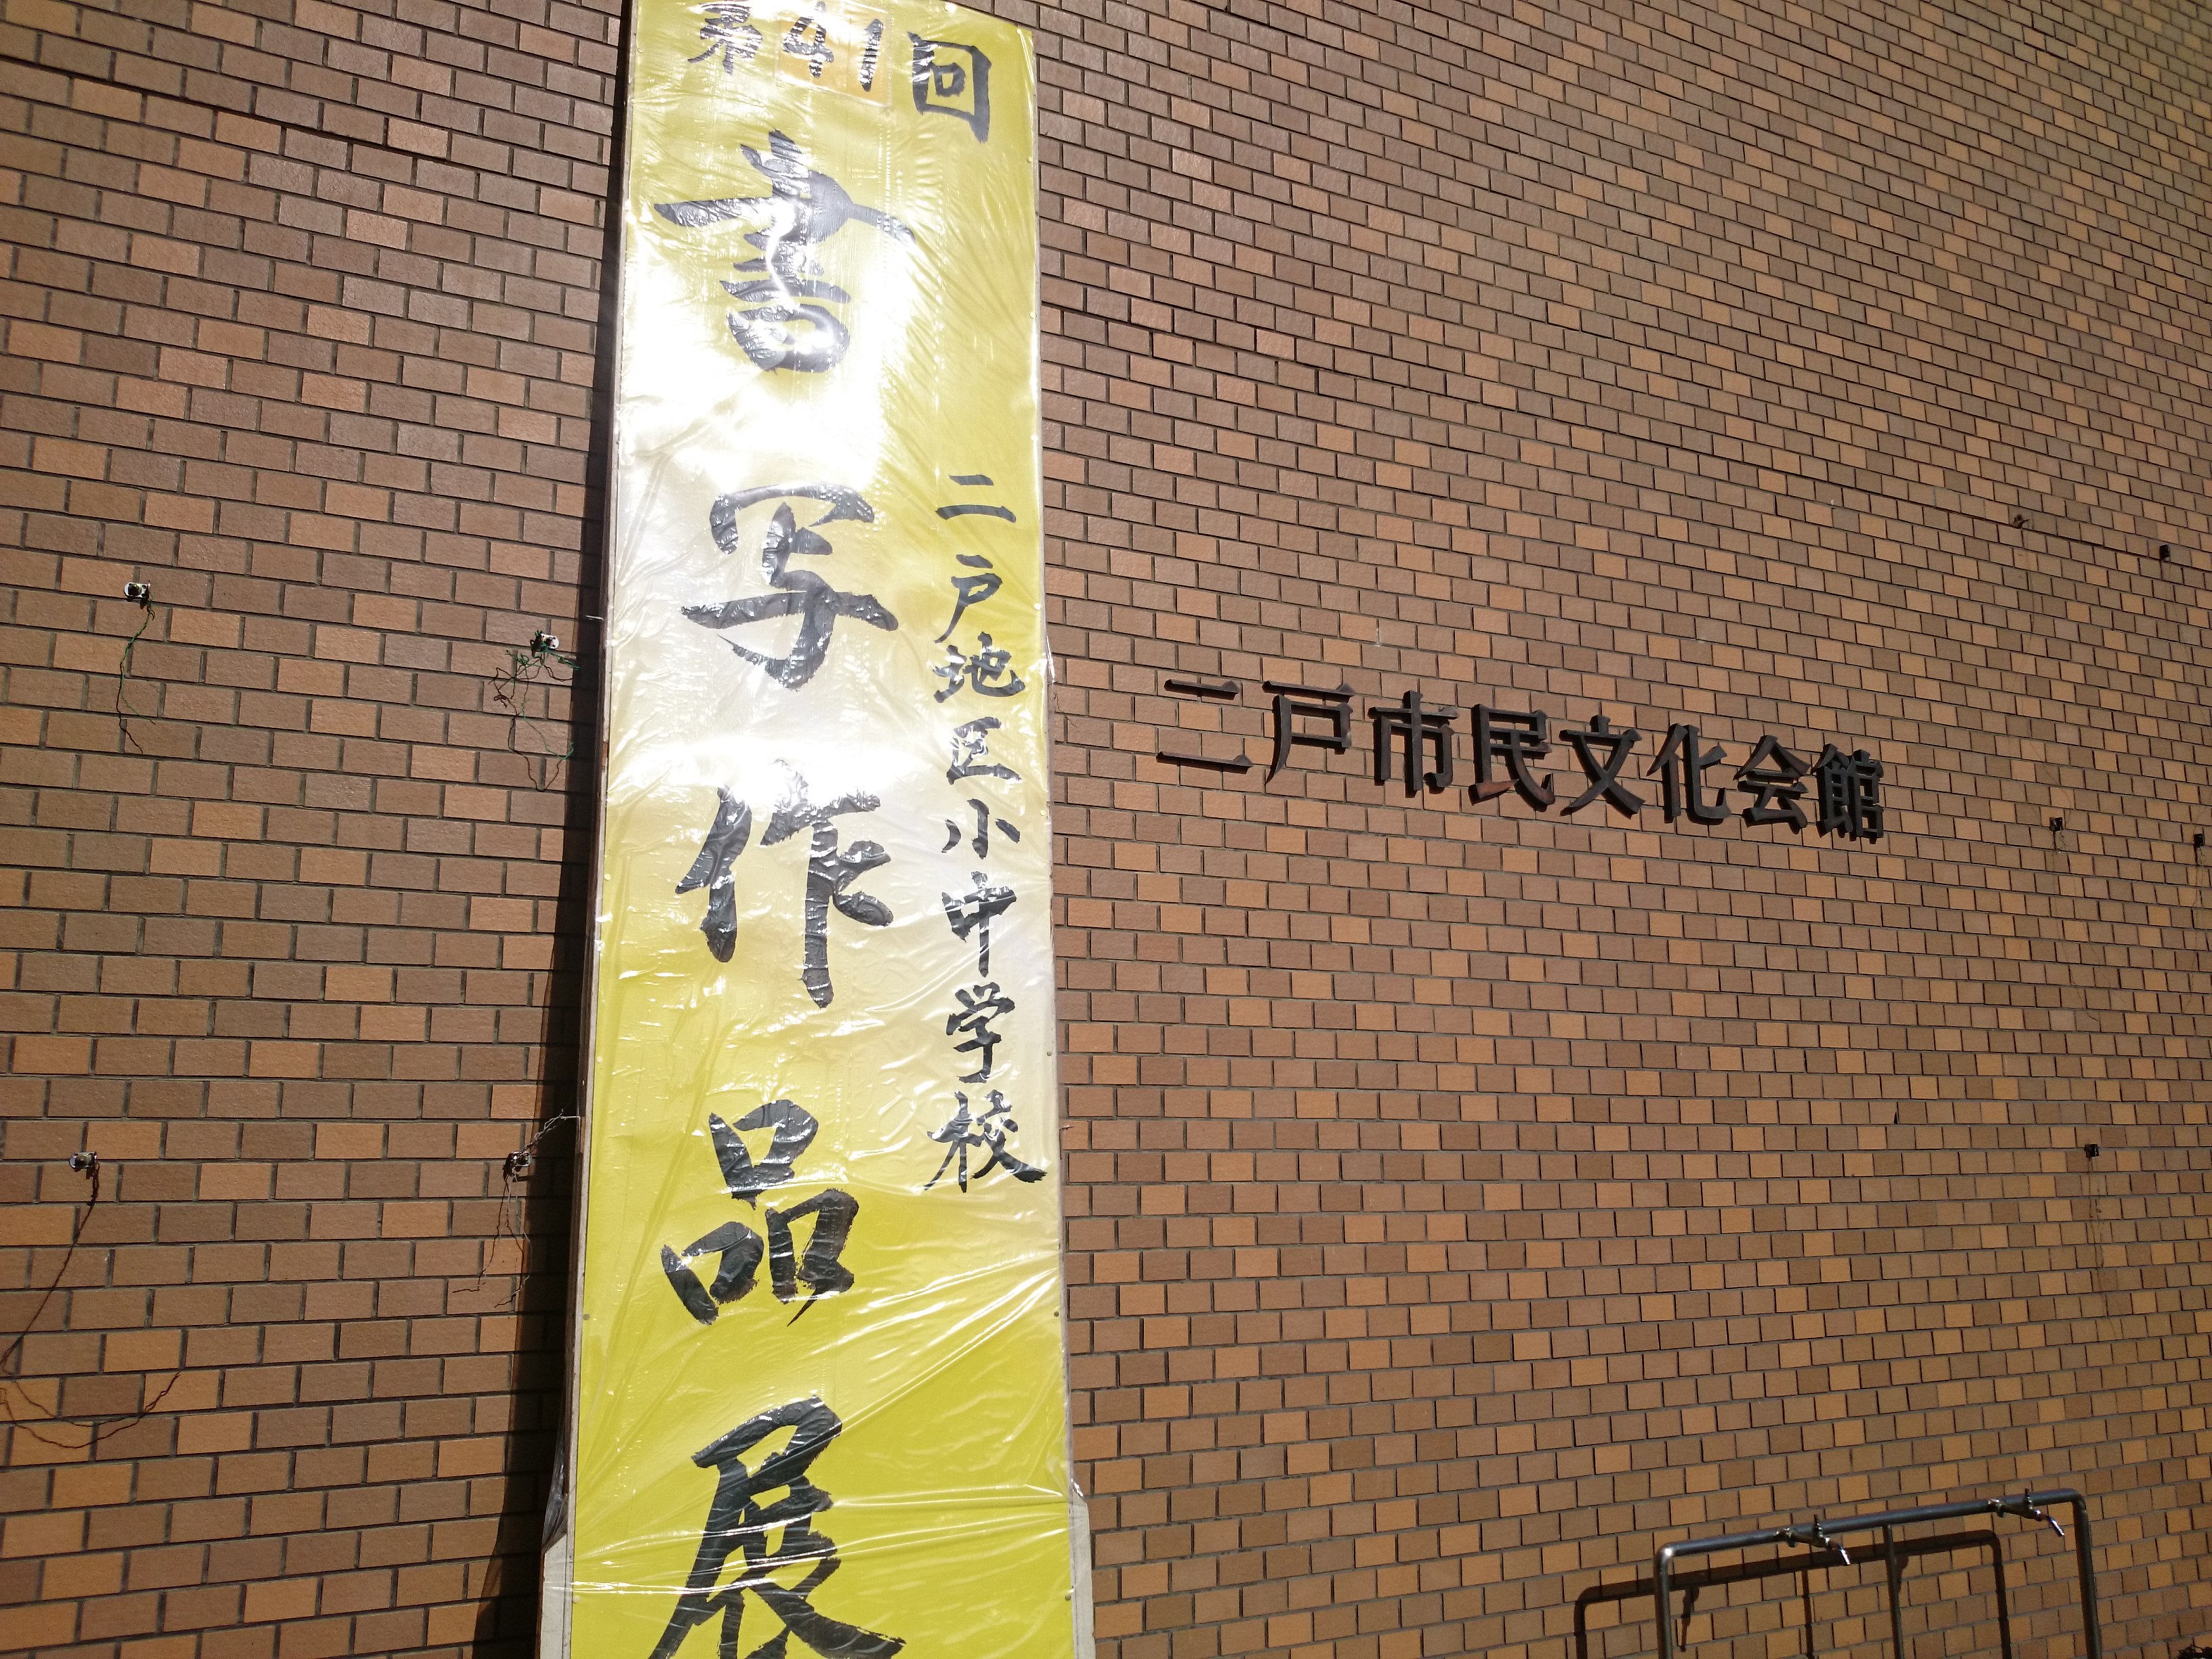 第41回
二戸地区小中学校
書写作品展
二戸市民文化会館